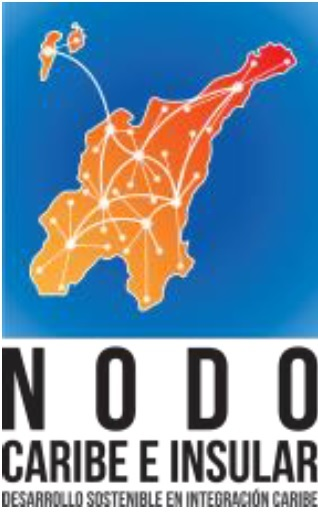 NODO
CARIBE E INSULAR
DESARROLLO SOSTENIBLE EN INTEGRACIÓN CARIBE